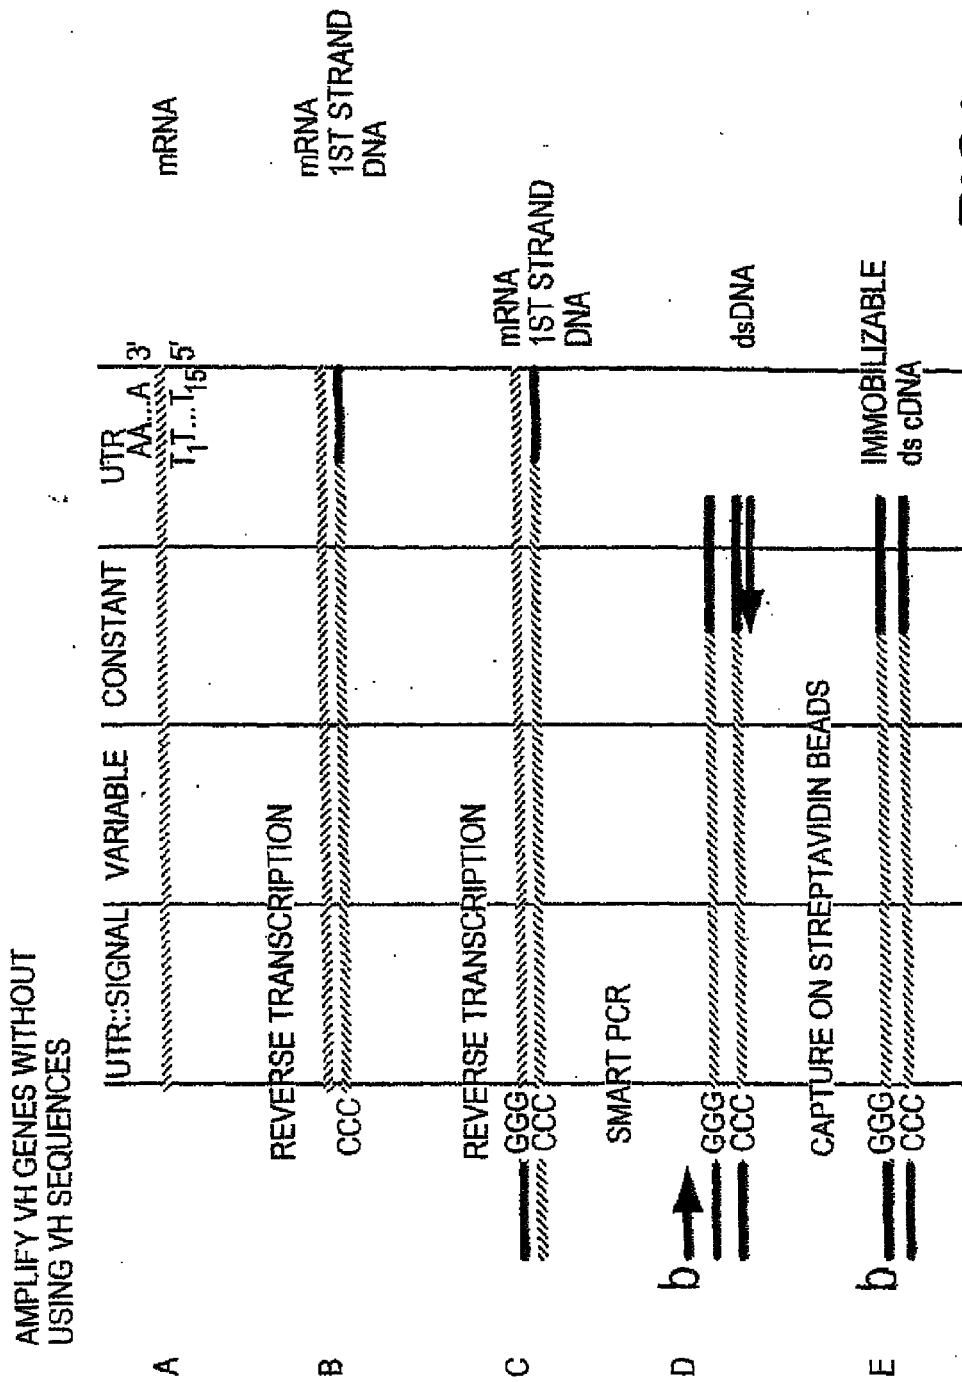 AMPLIFY VH GENES WITHOUT
USING VH SEQUENCES
UTR::SIGNAL VARIABLE CONSTANT UTR
AA...A 3'
T1T...T15 5'
A mRNA
REVERSE TRANSCRIPTION
B CCC mRNA
1ST STRAND
DNA
REVERSE TRANSCRIPTION
C GGG mRNA
CCC 1ST STRAND
DNA
SMART PCR
b
D GGG
CCC dsDNA
CAPTURE ON STREPTAVIDIN BEADS
b
E GGG IMMOBILIZABLE
CCC ds cDNA